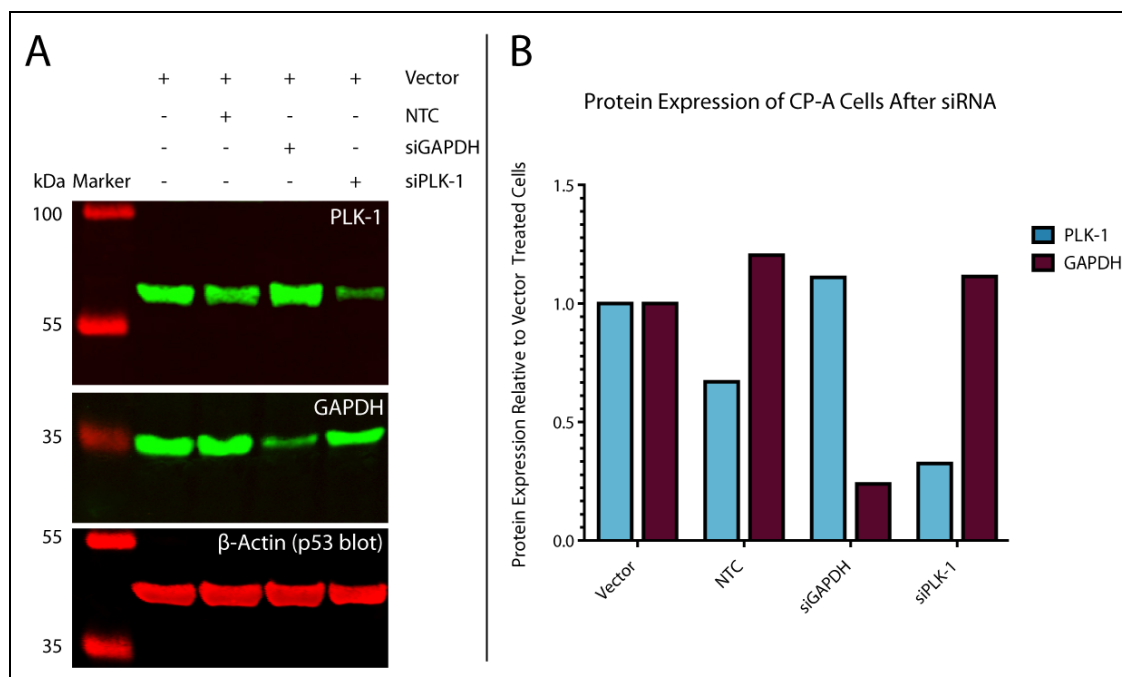 A
+ + + + Vector
- + - - NTC
- - + - siGAPDH
kDa Marker - - - + siPLK-1
100
PLK-1
55
GAPDH
35
55
β-Actin (p53 blot)
35
B
Protein Expression of CP-A Cells After siRNA
Protein Expression Relative to Vector Treated Cells
1.5
1.0
0.5
0.0
Vector
NTC
siGAPDH
siPLK-1
PLK-1
GAPDH